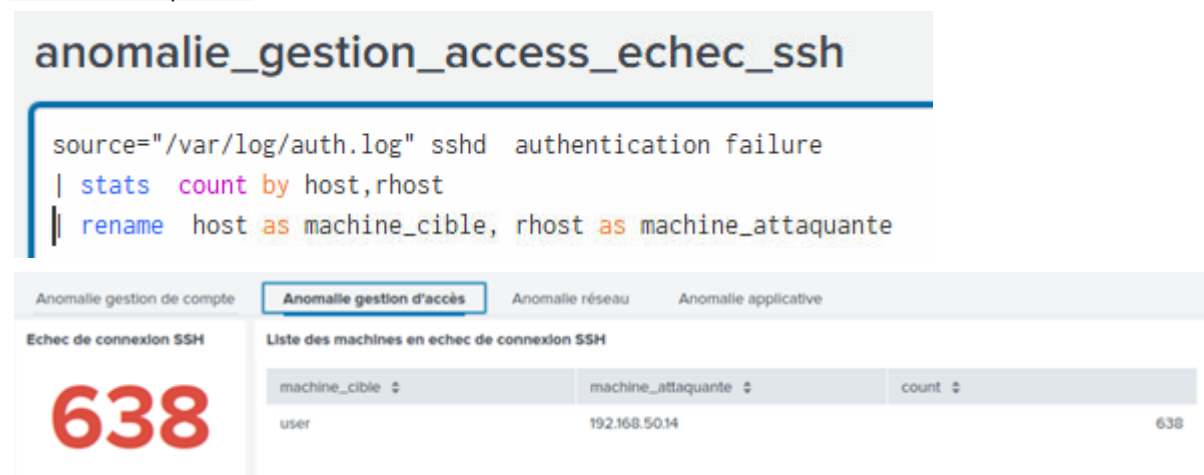 anomalie_gestion_access_echec_ssh
source="/var/log/auth.log" sshd  authentication failure
| stats  count by host,rhost
| rename  host as machine_cible, rhost as machine_attaquante
Anomalie gestion de compte
Anomalie gestion d'accès
Anomalie réseau
Anomalie applicative
Echec de connexion SSH
Liste des machines en echec de connexion SSH
638
machine_cible machine_attaquante count
user 192.168.50.14 638